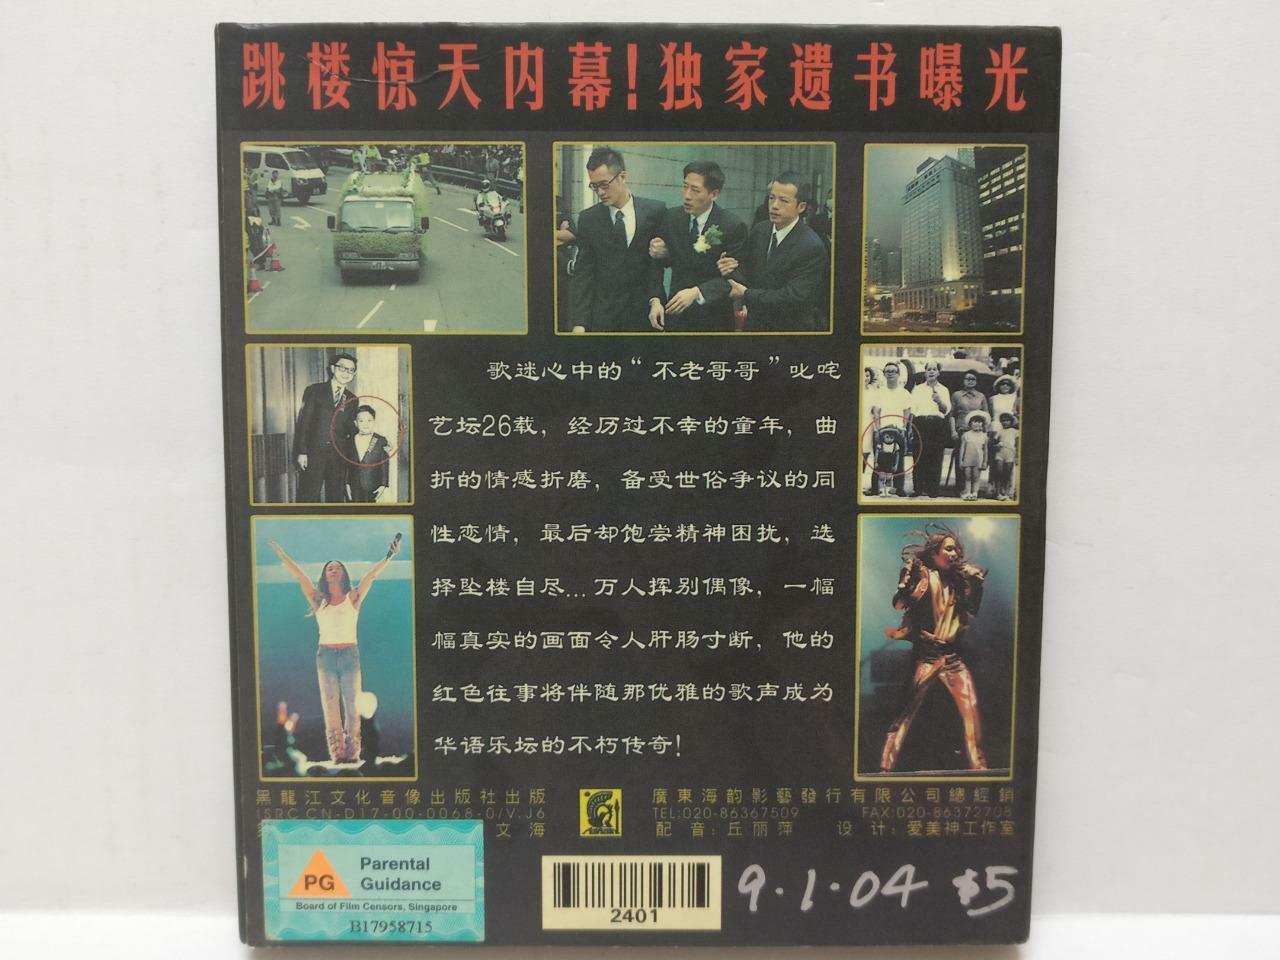 跳楼惊天内幕!独家遗书曝光
歌迷心中的“不老哥哥”叱咤
艺坛26载，经历过不幸的童年，曲
折的情感折磨，备受世俗争议的同
性恋情，最后却饱尝精神困扰，选
择坠楼自尽...万人挥别偶像，一幅
幅真实的画面令人肝肠寸断，他的
红色往事将伴随那优雅的歌声成为
华语乐坛的不朽传奇!
黑龍江文化音像出版社出版
ISRC CN-D17-00-0068-0/V.J6
文海
廣東海韵影藝發行有限公司總經銷
TEL:020-86367509 FAX:020-86372708
配音:丘丽萍 设计:爱美神工作室
PG
Parental
Guidance
Board of Film Censors, Singapore
B17958715
2401
9.1.04 $5